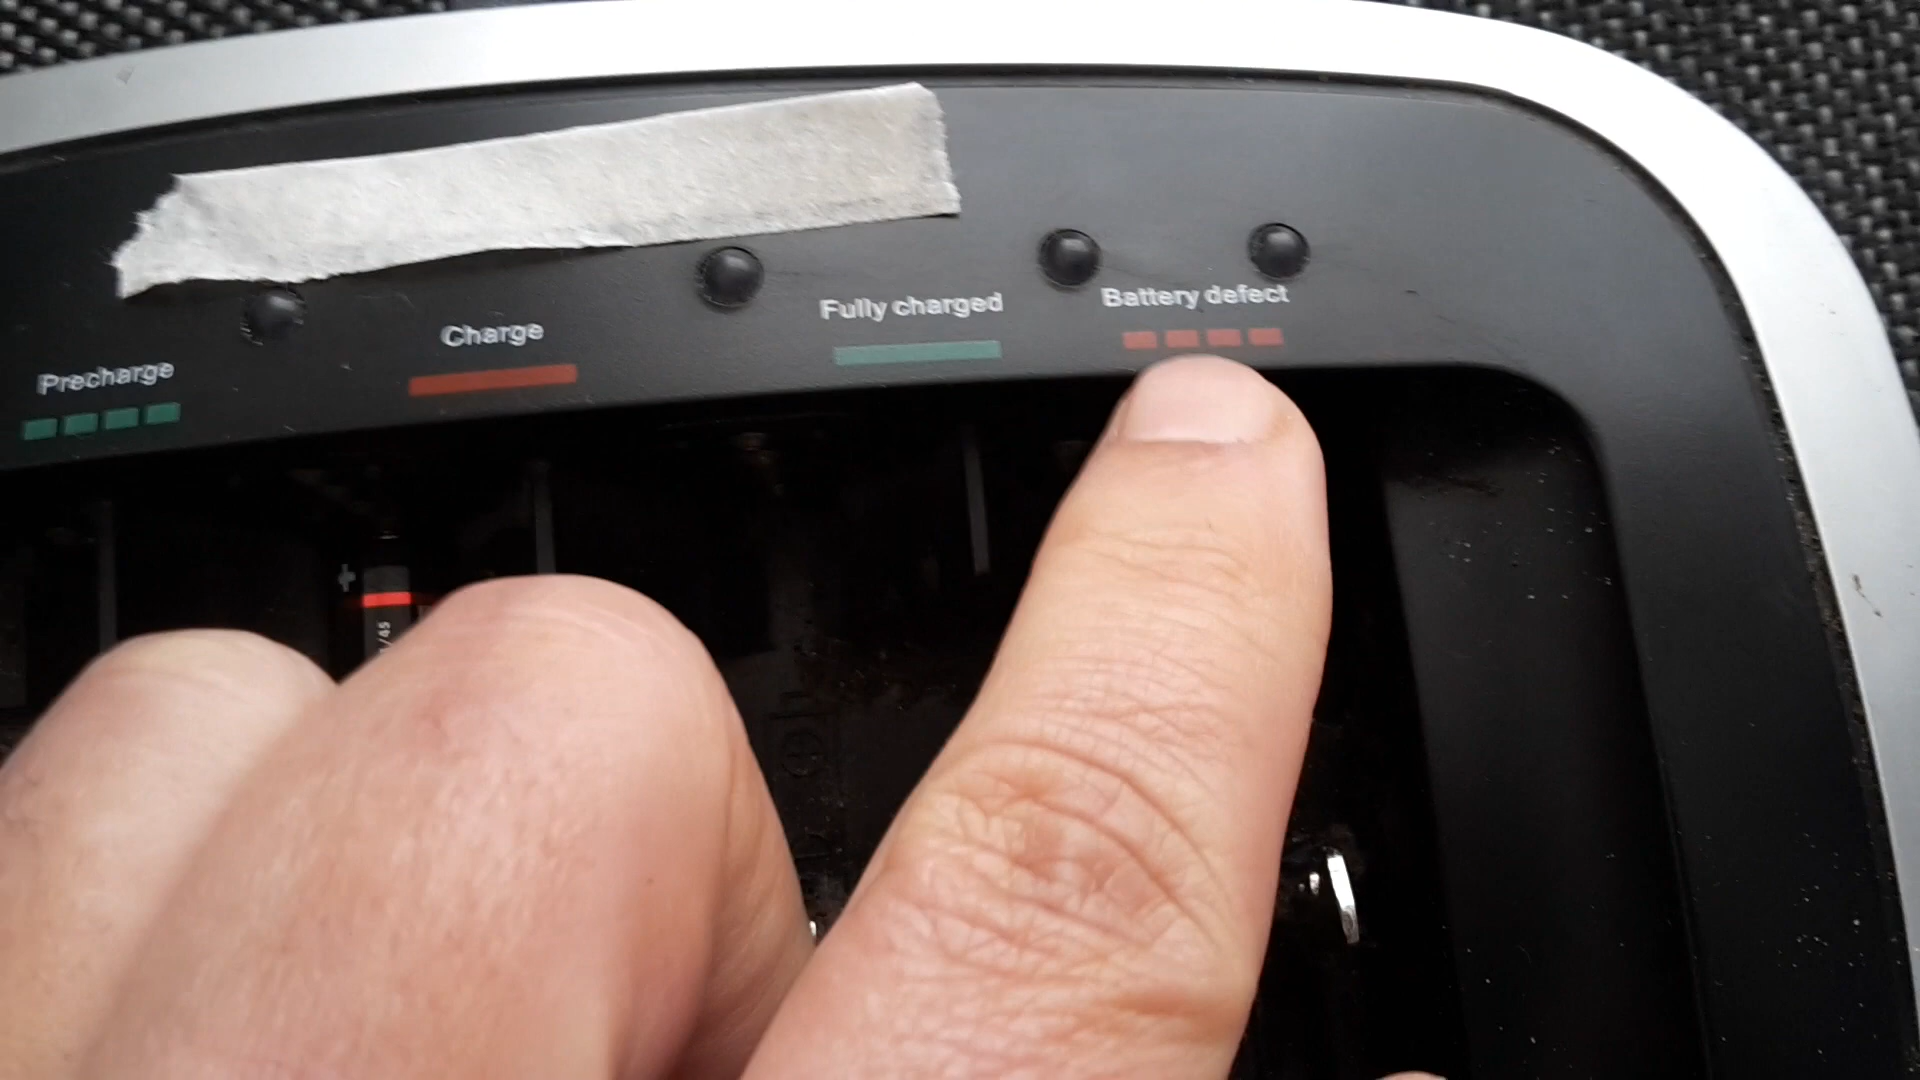 Precharge
Charge
Fully charged
Battery defect
+